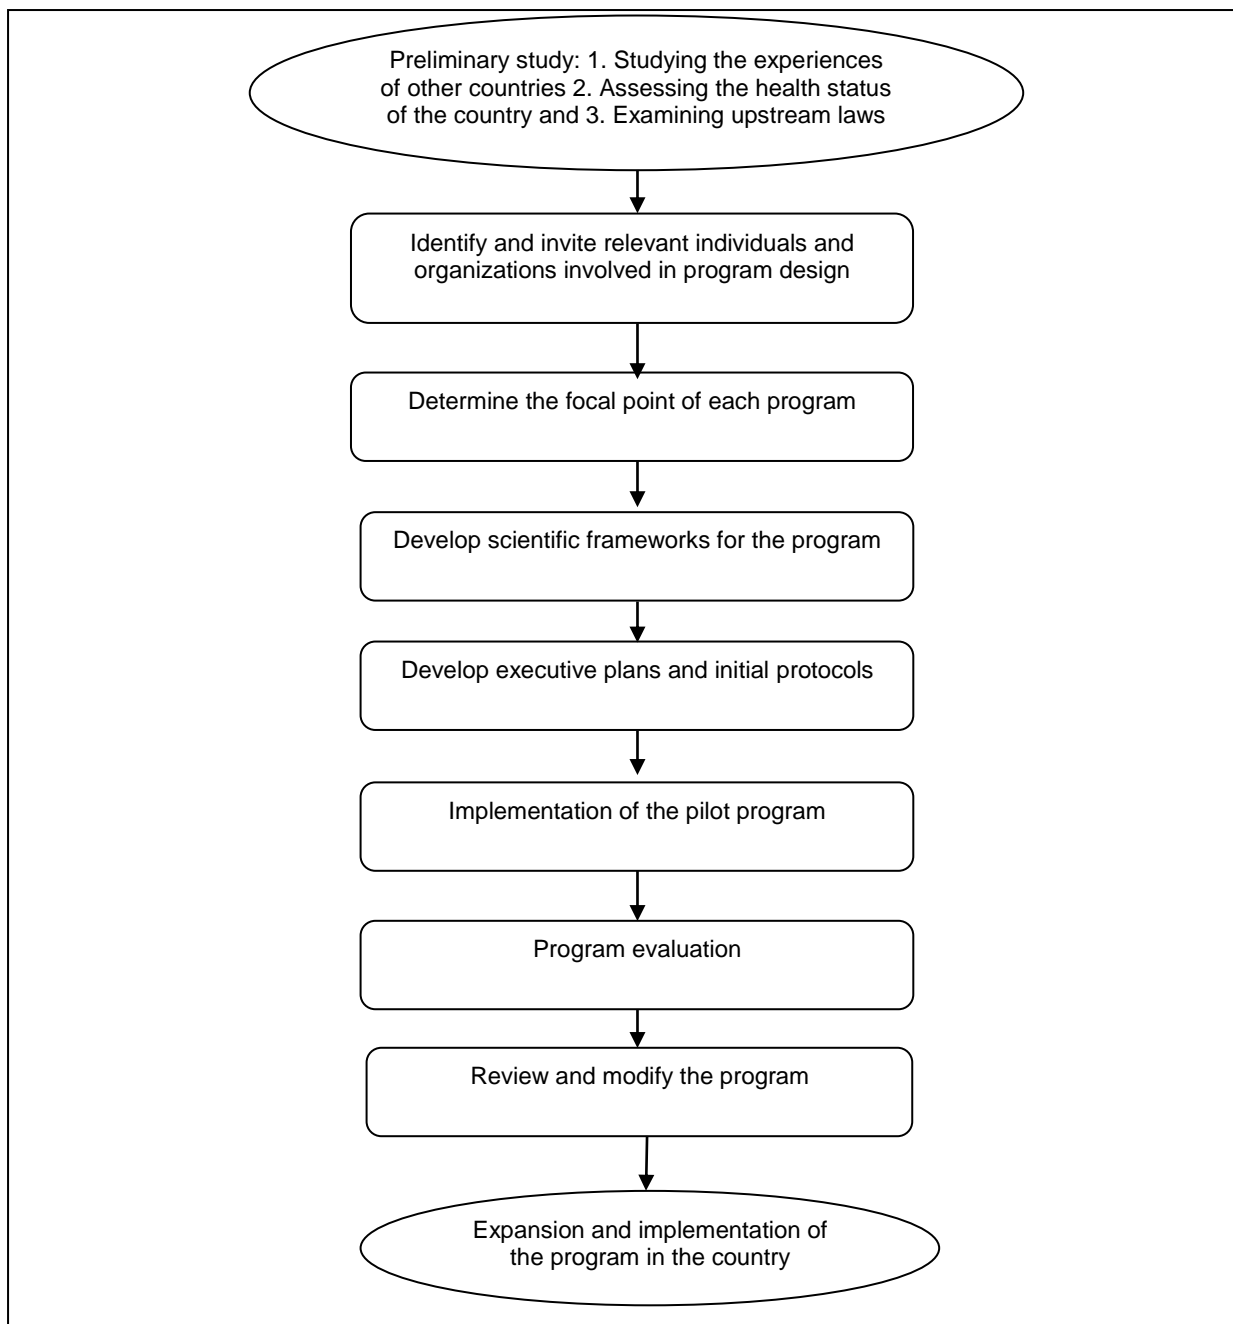 Preliminary study: 1. Studying the experiences
of other countries 2. Assessing the health status
of the country and 3. Examining upstream laws
Identify and invite relevant individuals and
organizations involved in program design
Determine the focal point of each program
Develop scientific frameworks for the program
Develop executive plans and initial protocols
Implementation of the pilot program
Program evaluation
Review and modify the program
Expansion and implementation of
the program in the country